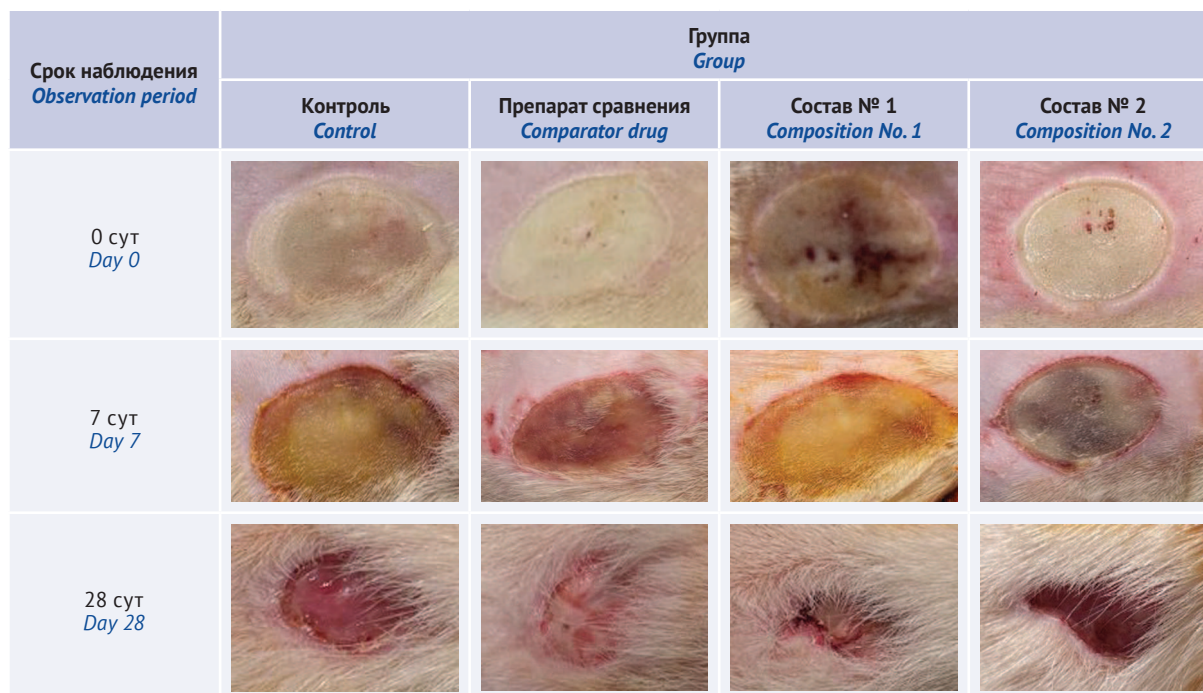 Срок наблюдения
Observation period
Группа
Group
Контроль
Control
Препарат сравнения
Comparator drug
Состав № 1
Composition No. 1
Состав № 2
Composition No. 2
0 сут
Day 0
7 сут
Day 7
28 сут
Day 28